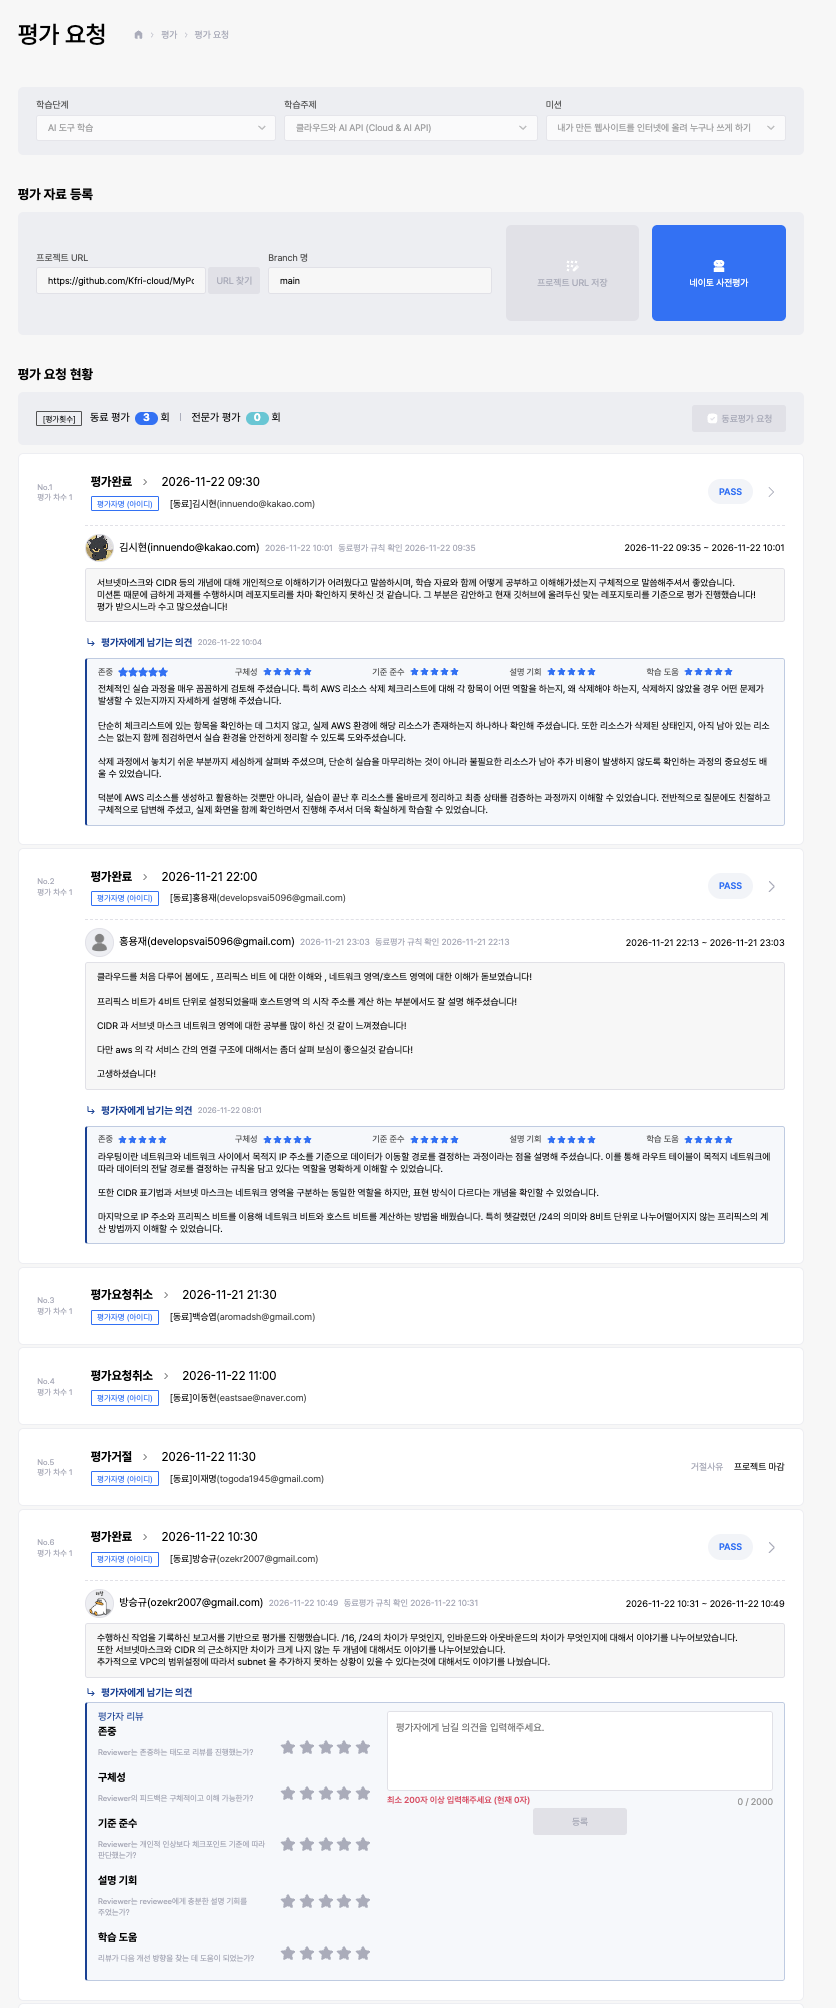 평가 요청
평가 › 평가 요청
학습단계
AI 도구 학습
학습주제
클라우드와 AI API (Cloud & AI API)
미션
내가 만든 웹사이트를 인터넷에 올려 누구나 쓰게 하기
평가 자료 등록
프로젝트 URL
https://github.com/Kfri-cloud/MyPc
URL 찾기
Branch 명
main
프로젝트 URL 저장
네이토 사전평가
평가 요청 현황
[평가횟수] 동료 평가 3 회 | 전문가 평가 0 회
동료평가 요청
No.1
평가 차수 1
평가완료 › 2026-11-22 09:30
평가자명 (아이디) [동료]김시현(innuendo@kakao.com)
PASS
김시현(innuendo@kakao.com) 2026-11-22 10:01 동료평가 규칙 확인 2026-11-22 09:35
2026-11-22 09:35 ~ 2026-11-22 10:01
서브넷마스크와 CIDR 등의 개념에 대해 개인적으로 이해하기가 어려웠다고 말씀하시며, 학습 자료와 함께 어떻게 공부하고 이해해가셨는지 구체적으로 말씀해주셔서 좋았습니다.
미션톤 때문에 급하게 과제를 수행하시며 레포지토리를 차마 확인하지 못하신 것 같습니다. 그 부분은 감안하고 현재 깃허브에 올려두신 맞는 레포지토리를 기준으로 평가 진행했습니다!
평가 받으시느라 수고 많으셨습니다!
평가자에게 남기는 의견 2026-11-22 10:04
존중 ★★★★★ 구체성 ★★★★★ 기준 준수 ★★★★★ 설명 기회 ★★★★★ 학습 도움 ★★★★★
전체적인 실습 과정을 매우 꼼꼼하게 검토해 주셨습니다. 특히 AWS 리소스 삭제 체크리스트에 대해 각 항목이 어떤 역할을 하는지, 왜 삭제해야 하는지, 삭제하지 않았을 경우 어떤 문제가
발생할 수 있는지까지 자세하게 설명해 주셨습니다.
단순히 체크리스트에 있는 항목을 확인하는 데 그치지 않고, 실제 AWS 환경에 해당 리소스가 존재하는지 하나하나 확인해 주셨습니다. 또한 리소스가 삭제된 상태인지, 아직 남아 있는 리소
스는 없는지 함께 점검하면서 실습 환경을 안전하게 정리할 수 있도록 도와주셨습니다.
삭제 과정에서 놓치기 쉬운 부분까지 세심하게 살펴봐 주셨으며, 단순히 실습을 마무리하는 것이 아니라 불필요한 리소스가 남아 추가 비용이 발생하지 않도록 확인하는 과정의 중요성도 배
울 수 있었습니다.
덕분에 AWS 리소스를 생성하고 활용하는 것뿐만 아니라, 실습이 끝난 후 리소스를 올바르게 정리하고 최종 상태를 검증하는 과정까지 이해할 수 있었습니다. 전반적으로 질문에도 친절하고
구체적으로 답변해 주셨고, 실제 화면을 함께 확인하면서 진행해 주셔서 더욱 확실하게 학습할 수 있었습니다.
No.2
평가 차수 1
평가완료 › 2026-11-21 22:00
평가자명 (아이디) [동료]홍용재(developsvai5096@gmail.com)
PASS
홍용재(developsvai5096@gmail.com) 2026-11-21 23:03 동료평가 규칙 확인 2026-11-21 22:13
2026-11-21 22:13 ~ 2026-11-21 23:03
클라우드를 처음 다루어 봄에도 , 프리픽스 비트 에 대한 이해와 , 네트워크 영역/호스트 영역에 대한 이해가 돋보였습니다!
프리픽스 비트가 4비트 단위로 설정되었을때 호스트영역 의 시작 주소를 계산 하는 부분에서도 잘 설명 해주셨습니다!
CIDR 과 서브넷 마스크 네트워크 영역에 대한 공부를 많이 하신 것 같이 느껴졌습니다!
다만 aws 의 각 서비스 간의 연결 구조에 대해서는 좀더 살펴 보심이 좋으실것 같습니다!
고생하셨습니다!
평가자에게 남기는 의견 2026-11-22 08:01
존중 ★★★★★ 구체성 ★★★★★ 기준 준수 ★★★★★ 설명 기회 ★★★★★ 학습 도움 ★★★★★
라우팅이란 네트워크와 네트워크 사이에서 목적지 IP 주소를 기준으로 데이터가 이동할 경로를 결정하는 과정이라는 점을 설명해 주셨습니다. 이를 통해 라우트 테이블이 목적지 네트워크에
따라 데이터의 전달 경로를 결정하는 규칙을 담고 있다는 역할을 명확하게 이해할 수 있었습니다.
또한 CIDR 표기법과 서브넷 마스크는 네트워크 영역을 구분하는 동일한 역할을 하지만, 표현 방식이 다르다는 개념을 확인할 수 있었습니다.
마지막으로 IP 주소와 프리픽스 비트를 이용해 네트워크 비트와 호스트 비트를 계산하는 방법을 배웠습니다. 특히 헷갈렸던 /24의 의미와 8비트 단위로 나누어떨어지지 않는 프리픽스의 계
산 방법까지 이해할 수 있었습니다.
No.3
평가 차수 1
평가요청취소 › 2026-11-21 21:30
평가자명 (아이디) [동료]백승엽(aromadsh@gmail.com)
No.4
평가 차수 1
평가요청취소 › 2026-11-22 11:00
평가자명 (아이디) [동료]이동현(eastsae@naver.com)
No.5
평가 차수 1
평가거절 › 2026-11-22 11:30
평가자명 (아이디) [동료]이재명(togoda1945@gmail.com)
거절사유 프로젝트 마감
No.6
평가 차수 1
평가완료 › 2026-11-22 10:30
평가자명 (아이디) [동료]방승규(ozekr2007@gmail.com)
PASS
방승규(ozekr2007@gmail.com) 2026-11-22 10:49 동료평가 규칙 확인 2026-11-22 10:31
2026-11-22 10:31 ~ 2026-11-22 10:49
수행하신 작업을 기록하신 보고서를 기반으로 평가를 진행했습니다. /16, /24의 차이가 무엇인지, 인바운드와 아웃바운드의 차이가 무엇인지에 대해서 이야기를 나누어보았습니다.
또한 서브넷마스크와 CIDR 의 근소하지만 차이가 크게 나지 않는 두 개념에 대해서도 이야기를 나누어보았습니다.
추가적으로 VPC의 범위설정에 따라서 subnet 을 추가하지 못하는 상황이 있을 수 있다는것에 대해서도 이야기를 나눴습니다.
평가자에게 남기는 의견
평가자 리뷰
존중
Reviewer는 존중하는 태도로 리뷰를 진행했는가?
구체성
Reviewer의 피드백은 구체적이고 이해 가능한가?
기준 준수
Reviewer는 개인적 인상보다 체크포인트 기준에 따라
판단했는가?
설명 기회
Reviewer는 reviewee에게 충분한 설명 기회를
주었는가?
학습 도움
리뷰가 다음 개선 방향을 찾는 데 도움이 되었는가?
평가자에게 남길 의견을 입력해주세요.
최소 200자 이상 입력해주세요 (현재 0자)
0 / 2000
등록